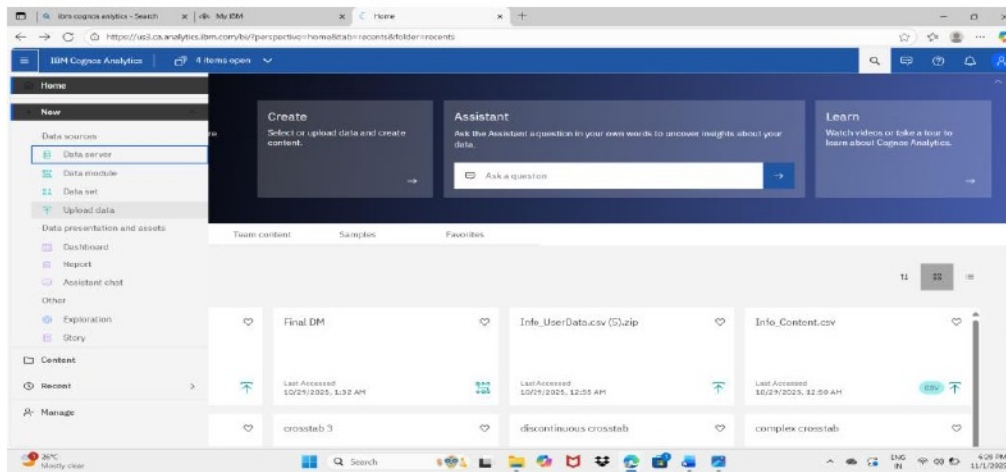 ibm cognos anlytics - Search
My IBM
Home
https://us3.ca.analytics.ibm.com/bi/?perspective=home&tab=recents&folder=recents
IBM Cognos Analytics
4 items open
Home
New
Data sources
Data server
Data module
Data set
Upload data
Data presentation and assets
Dashboard
Report
Assistant chat
Other
Exploration
Story
Content
Recent
Manage
re
Create
Select or upload data and create
content.
Assistant
Ask the Assistant a question in your own words to uncover insights about your
data.
Ask a question
Learn
Watch videos or take a tour to
learn about Cognos Analytics.
Team content Samples Favorites
Final DM
Last Accessed
10/29/2025, 1:32 AM
Info_UserData.csv (5).zip
Last Accessed
10/29/2025, 12:55 AM
Info_Content.csv
Last Accessed
10/29/2025, 12:50 AM
CSV
crosstab 3
discontinuous crosstab
complex crosstab
26°C
Mostly clear
Search
ENG
IN
11/1/2025